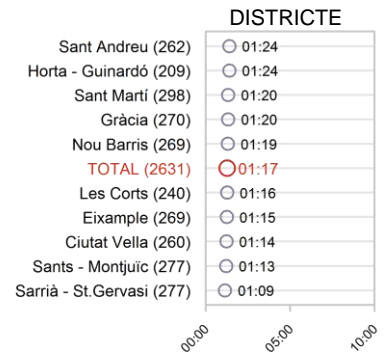 DISTRICTE
Sant Andreu (262) 01:24
Horta - Guinardó (209) 01:24
Sant Martí (298) 01:20
Gràcia (270) 01:20
Nou Barris (269) 01:19
TOTAL (2631) 01:17
Les Corts (240) 01:16
Eixample (269) 01:15
Ciutat Vella (260) 01:14
Sants - Montjuïc (277) 01:13
Sarrià - St.Gervasi (277) 01:09
00:00 05:00 10:00